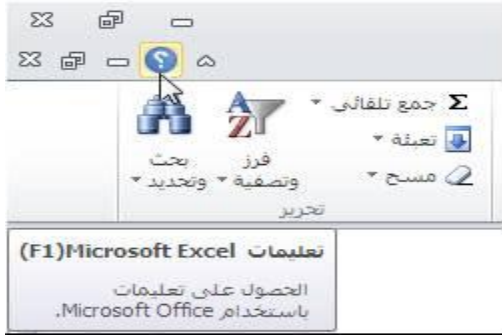 Σ جمع تلقائي
تعبئة
مسح
فرز
وتصفية
بحث
وتحديد
تحرير
تعليمات Microsoft Excel(F1)
الحصول على تعليمات
باستخدام Microsoft Office.